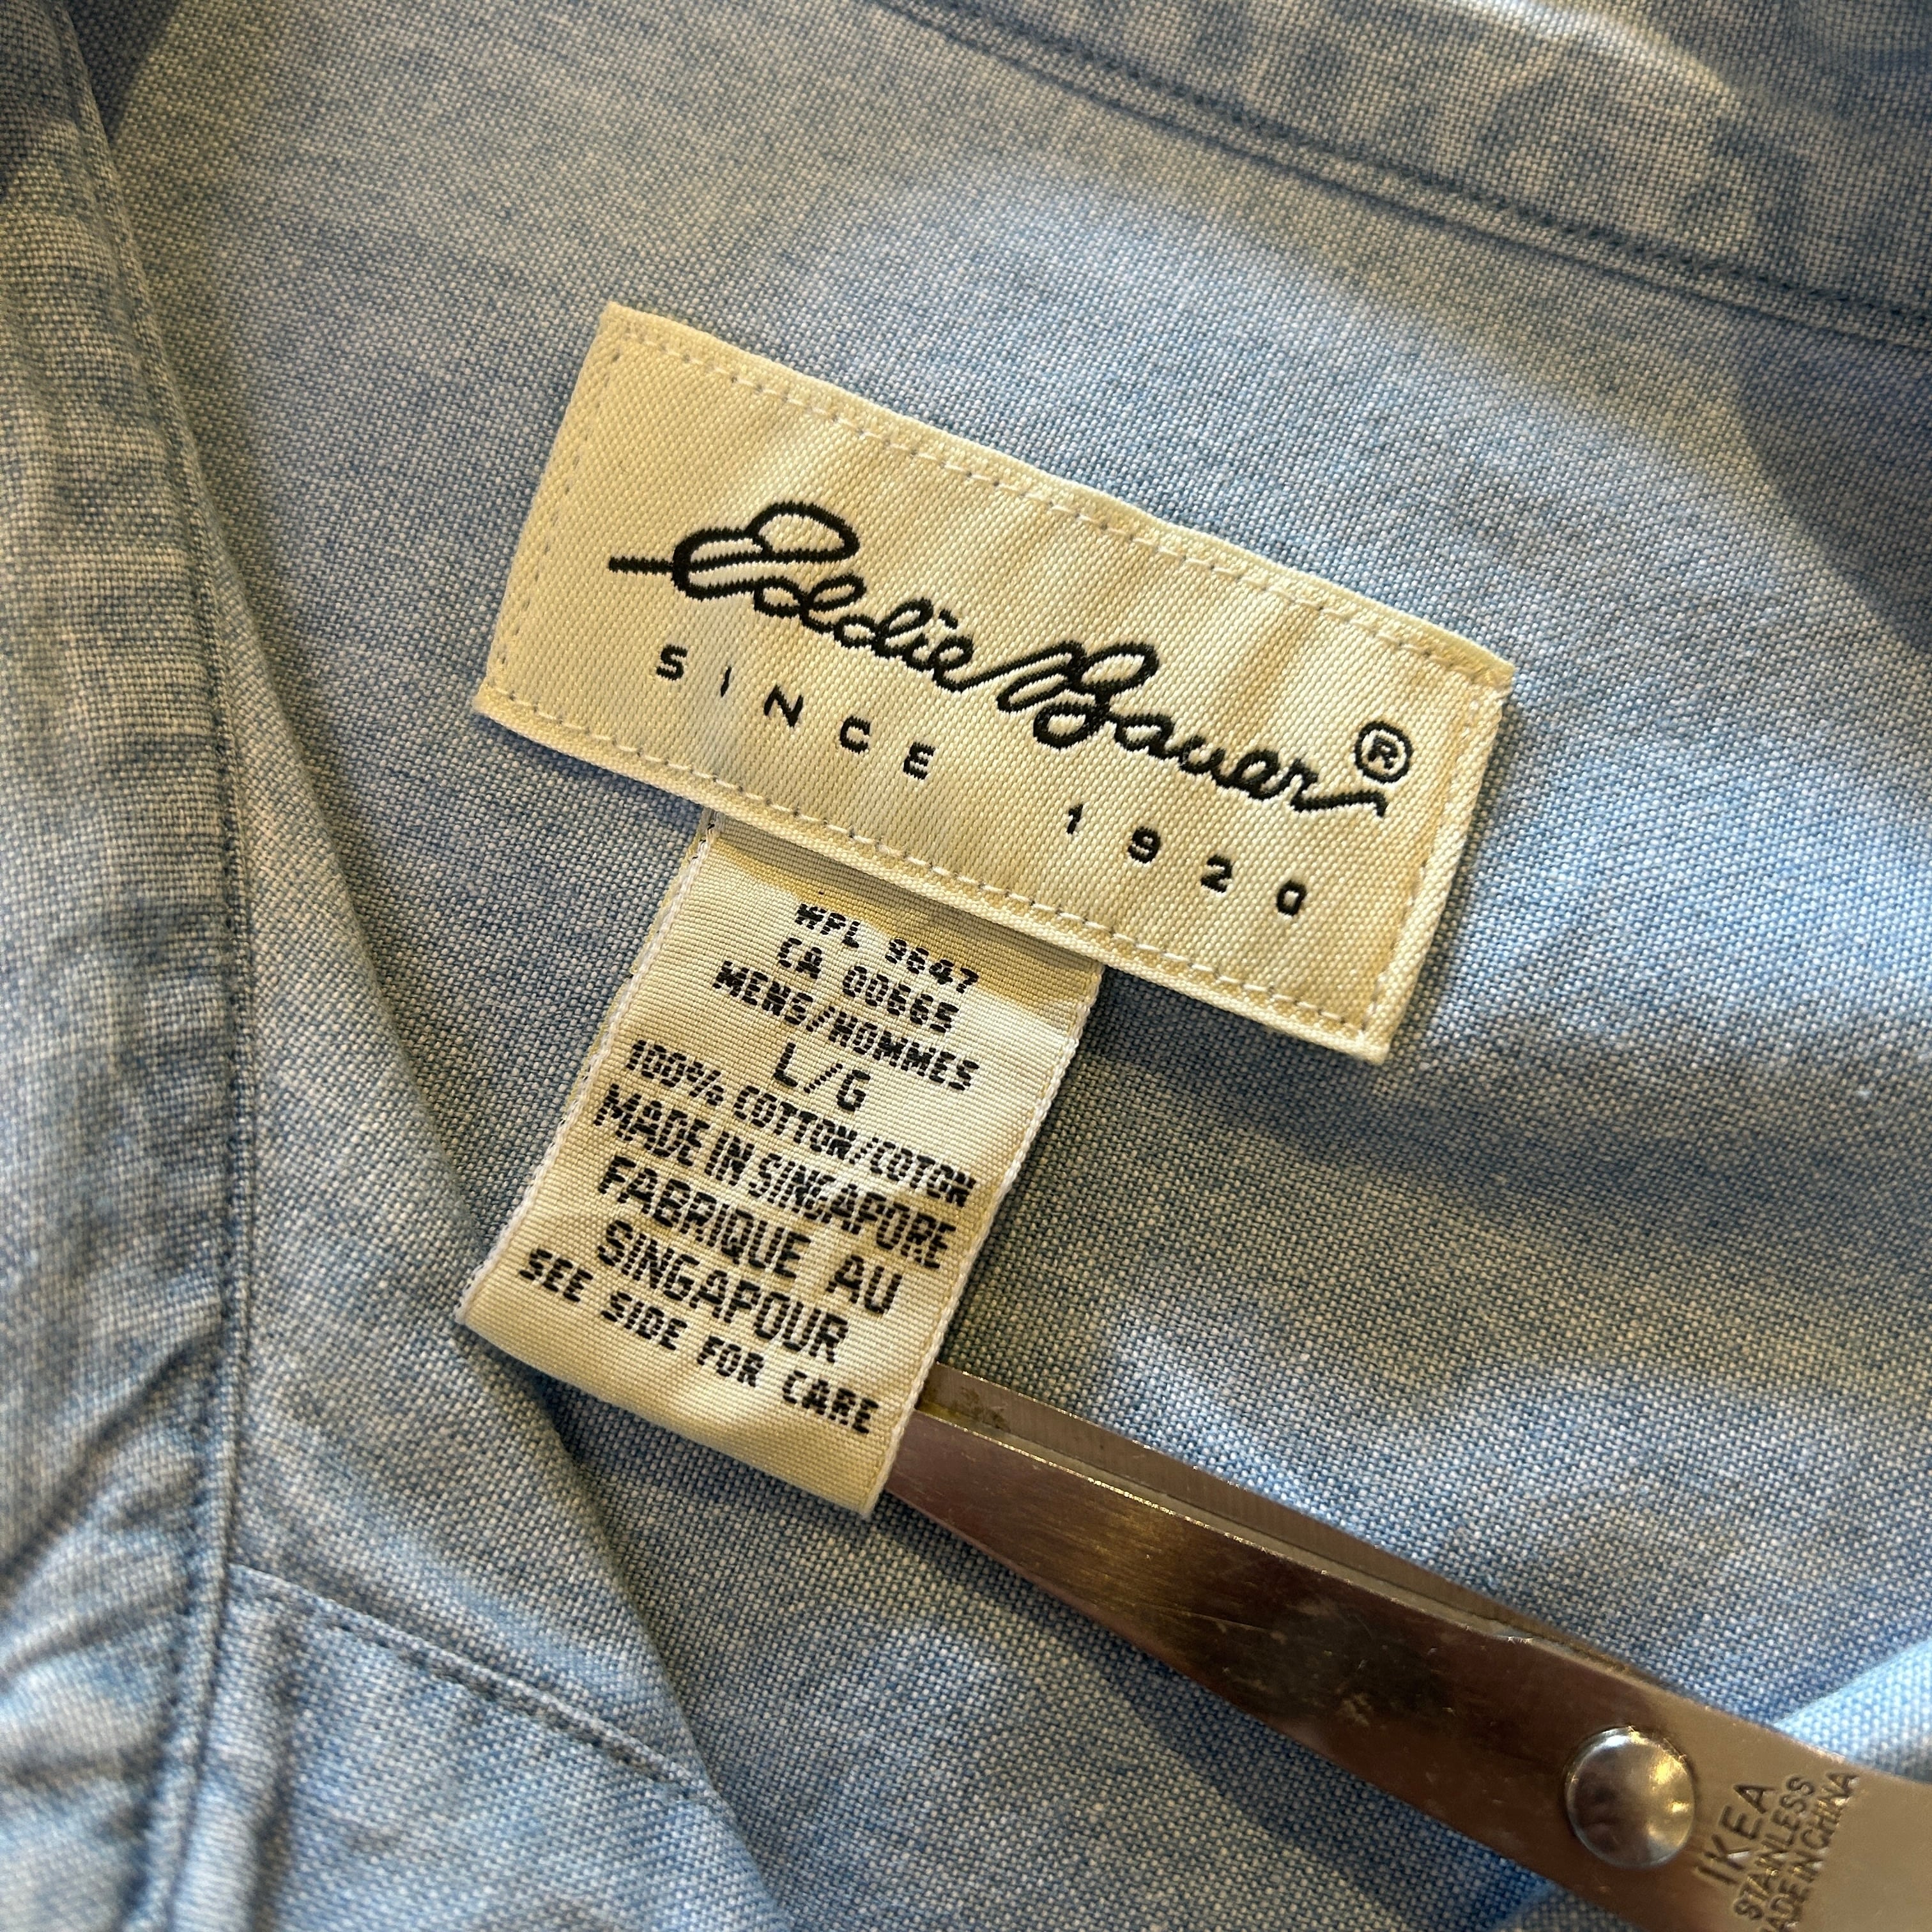 Eddie Bauer®
SINCE 1920
WPL 9647
CA 00665
MENS/HOMMES
L/G
100% COTTON/COTON
MADE IN SINGAPORE
FABRIQUE AU
SINGAPOUR
SEE SIDE FOR CARE
IKEA
STAINLESS
MADE IN CHINA